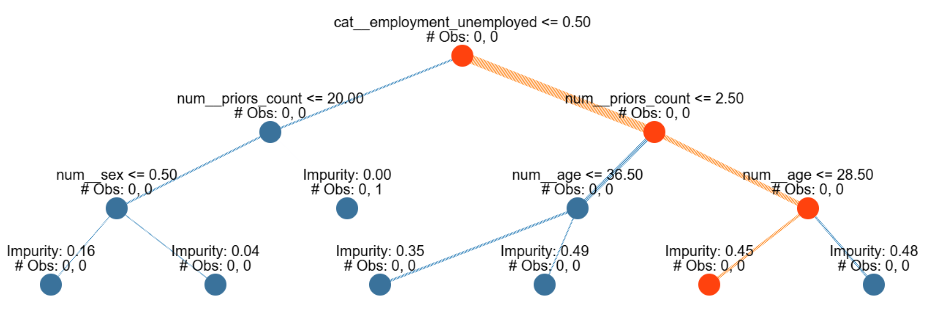 cat__employment_unemployed <= 0.50
# Obs: 0, 0
num__priors_count <= 20.00
# Obs: 0, 0
num__priors_count <= 2.50
# Obs: 0, 0
num__sex <= 0.50
# Obs: 0, 0
Impurity: 0.00
# Obs: 0, 1
num__age <= 36.50
# Obs: 0, 0
num__age <= 28.50
# Obs: 0, 0
Impurity: 0.16
# Obs: 0, 0
Impurity: 0.04
# Obs: 0, 0
Impurity: 0.35
# Obs: 0, 0
Impurity: 0.49
# Obs: 0, 0
Impurity: 0.45
# Obs: 0, 0
Impurity: 0.48
# Obs: 0, 0